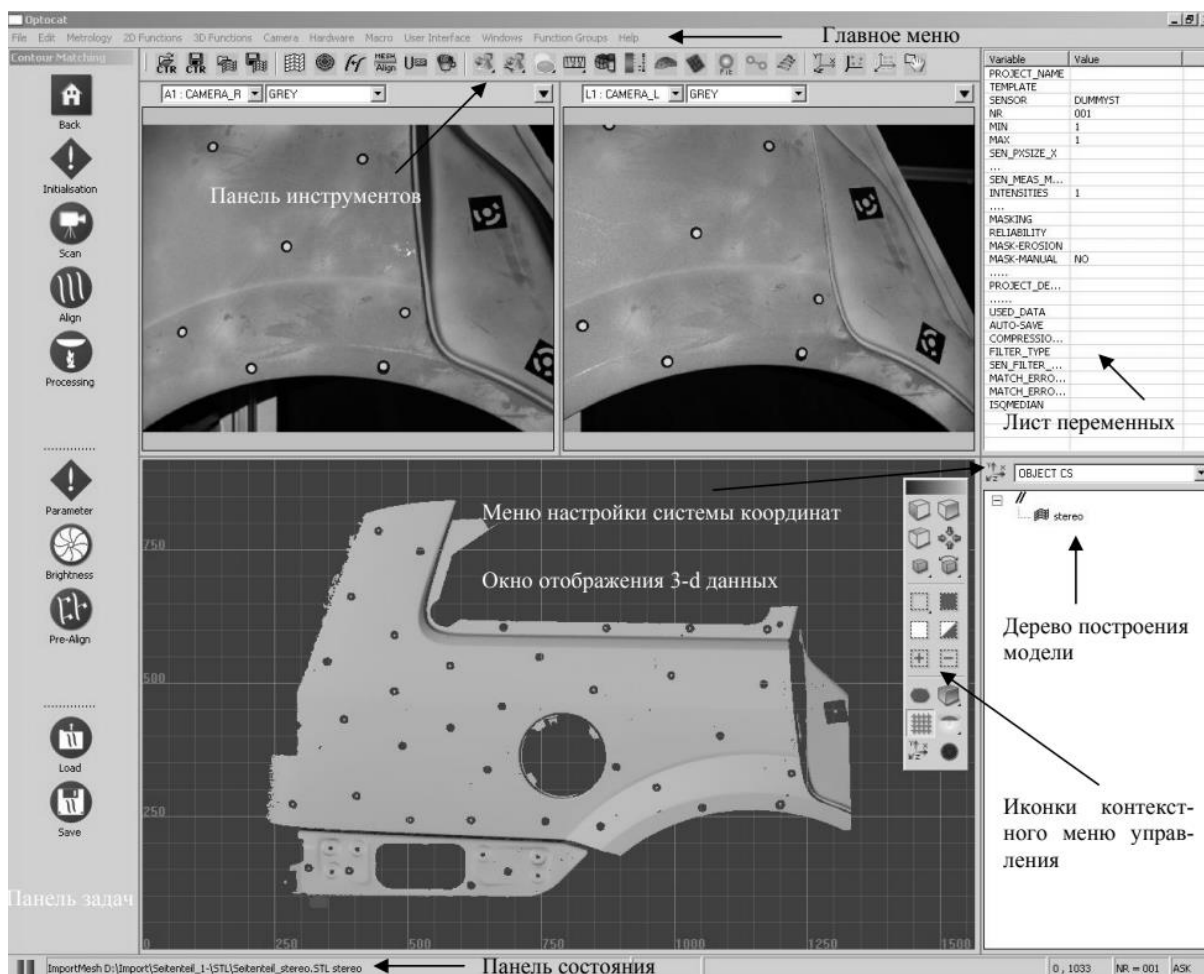 Optocat
File Edit Metrology 2D Functions 3D Functions Camera Hardware Macro User Interface Windows Function Groups Help
Главное меню
Contour Matching
CTR CTR MESH Align Fit
Back
Initialisation
Scan
Align
Processing
Parameter
Brightness
Pre-Align
Load
Save
Панель задач
A1 : CAMERA_R GREY
L1 : CAMERA_L GREY
Панель инструментов
Variable Value
PROJECT_NAME
TEMPLATE
SENSOR DUMMYST
NR 001
MIN 1
MAX 1
SEN_PXSIZE_X
...
SEN_MEAS_M...
INTENSITIES 1
....
MASKING
RELIABILITY
MASK-EROSION
MASK-MANUAL NO
.....
PROJECT_DE...
......
USED_DATA
AUTO-SAVE
COMPRESSIO...
FILTER_TYPE
SEN_FILTER_...
MATCH_ERRO...
MATCH_ERRO...
ISQMEDIAN
Лист переменных
OBJECT CS
stereo
Дерево построения
модели
Иконки контекст-
ного меню управ-
ления
Меню настройки системы координат
Окно отображения 3-d данных
750
500
250
0 250 500 750 1000 1250 1500
ImportMesh D:\Import\Seitenteil_1-\STL\Seitenteil_stereo.STL stereo
Панель состояния
0 , 1033 NR = 001 ASK